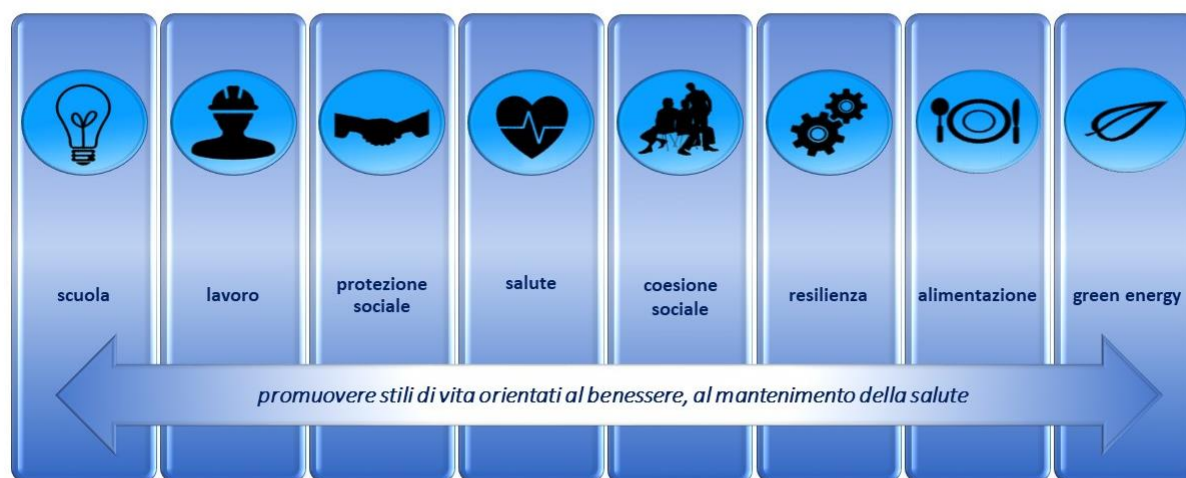 scuola
lavoro
protezione
sociale
salute
coesione
sociale
resilienza
alimentazione
green energy
promuovere stili di vita orientati al benessere, al mantenimento della salute